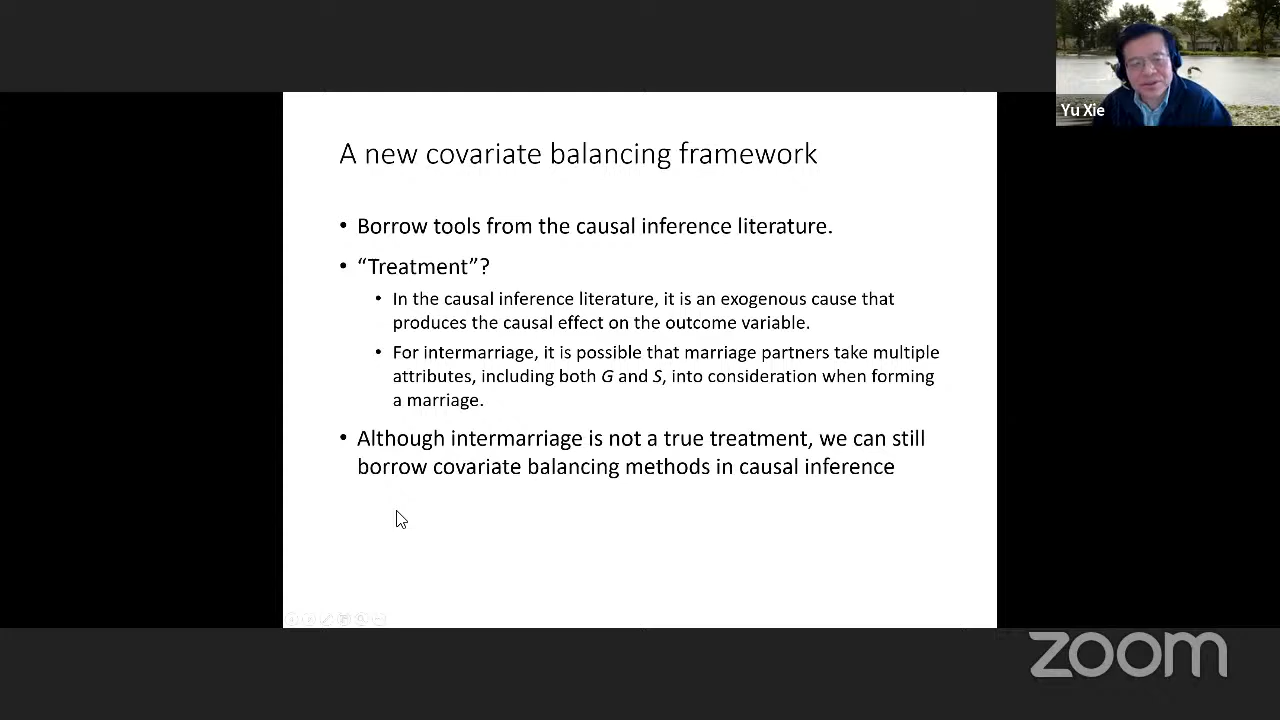 Yu Xie
A new covariate balancing framework
• Borrow tools from the causal inference literature.
• “Treatment”?
• In the causal inference literature, it is an exogenous cause that
produces the causal effect on the outcome variable.
• For intermarriage, it is possible that marriage partners take multiple
attributes, including both G and S, into consideration when forming
a marriage.
• Although intermarriage is not a true treatment, we can still
borrow covariate balancing methods in causal inference
zoom